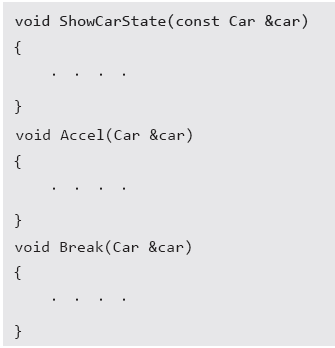 void ShowCarState(const Car &car)
{
. . . .
}
void Accel(Car &car)
{
. . . .
}
void Break(Car &car)
{
. . . .
}